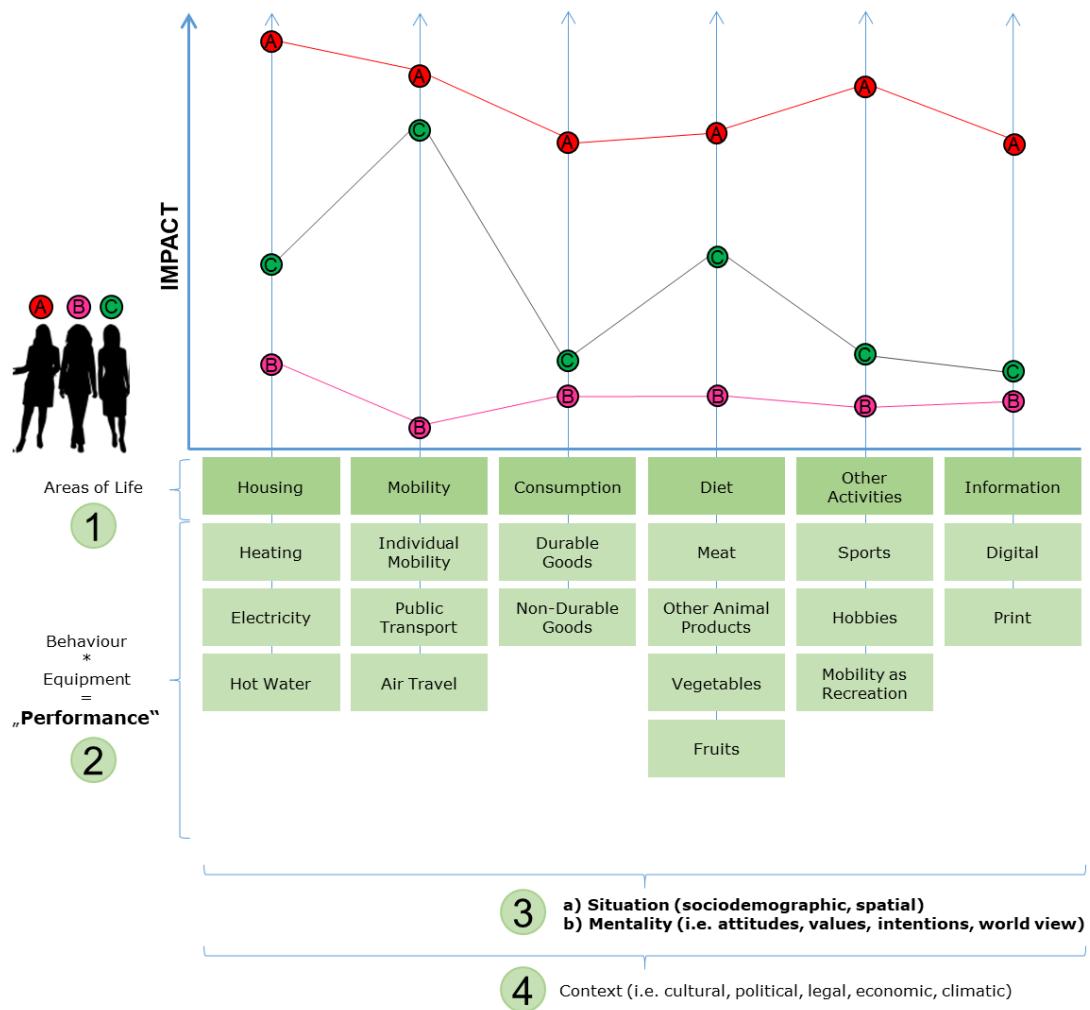 IMPACT
A
A
A
A
A
A
C
C
C
C
C
C
B
B
B
B
B
B
A B C
Areas of Life
1
Housing
Mobility
Consumption
Diet
Other
Activities
Information
Behaviour
*
Equipment
=
„Performance“
2
Heating
Electricity
Hot Water
Individual
Mobility
Public
Transport
Air Travel
Durable
Goods
Non-Durable
Goods
Meat
Other Animal
Products
Vegetables
Fruits
Sports
Hobbies
Mobility as
Recreation
Digital
Print
3
a) Situation (sociodemographic, spatial)
b) Mentality (i.e. attitudes, values, intentions, world view)
4
Context (i.e. cultural, political, legal, economic, climatic)